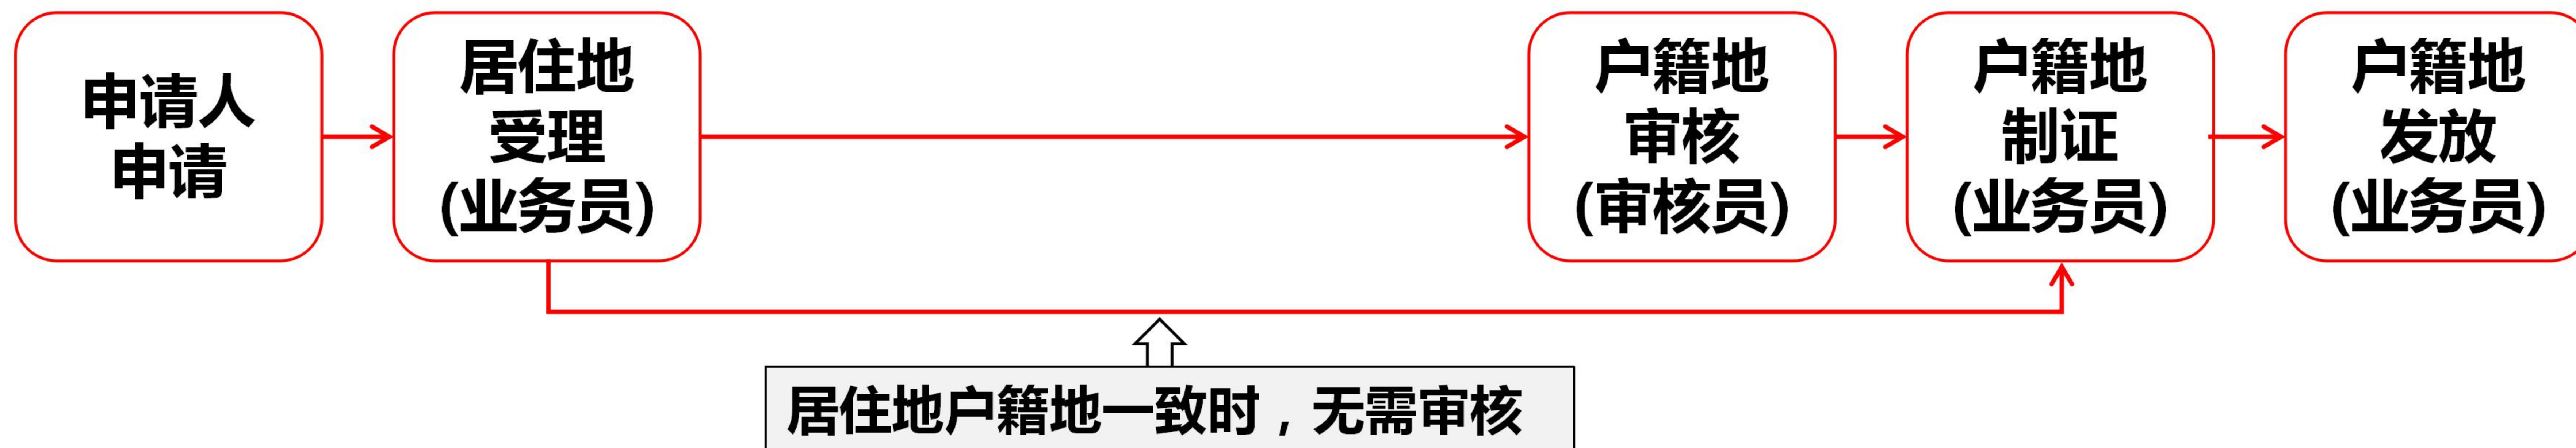 申请人
申请
居住地
受理
(业务员)
户籍地
审核
(审核员)
户籍地
制证
(业务员)
户籍地
发放
(业务员)
居住地户籍地一致时，无需审核